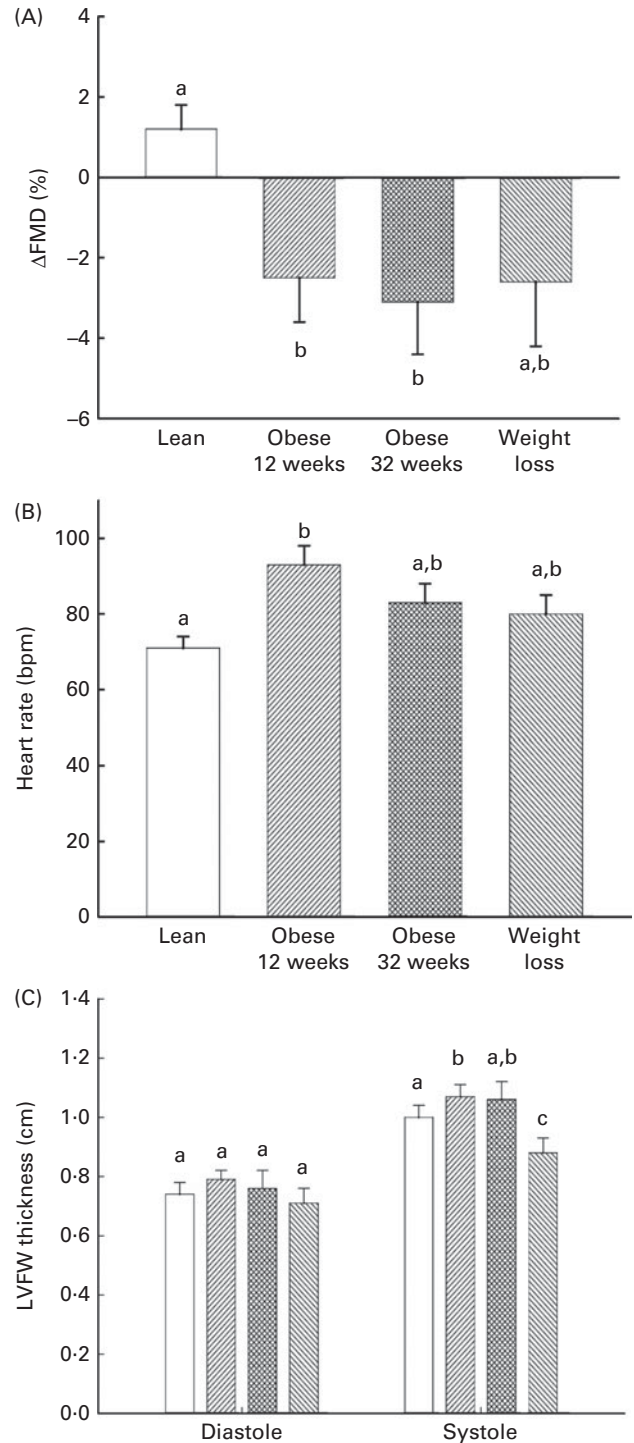 (A)
4
2
0
–2
–4
–6
ΔFMD (%)
a
b
b
a,b
Lean
Obese
12 weeks
Obese
32 weeks
Weight
loss
(B)
100
80
60
40
20
0
Heart rate (bpm)
a
b
a,b
a,b
Lean
Obese
12 weeks
Obese
32 weeks
Weight
loss
(C)
1·4
1·2
1·0
0·8
0·6
0·4
0·2
0·0
LVFW thickness (cm)
a
a
a
a
a
b
a,b
c
Diastole
Systole